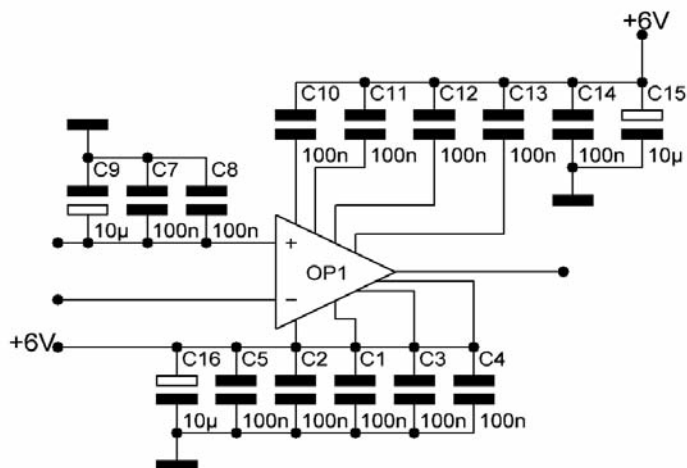 +6V
C10 C11 C12 C13 C14 C15
100n 100n 100n 100n 100n 10µ
C9 C7 C8
10µ 100n 100n
+
OP1
−
+6V
C16 C5 C2 C1 C3 C4
10µ 100n 100n 100n 100n 100n